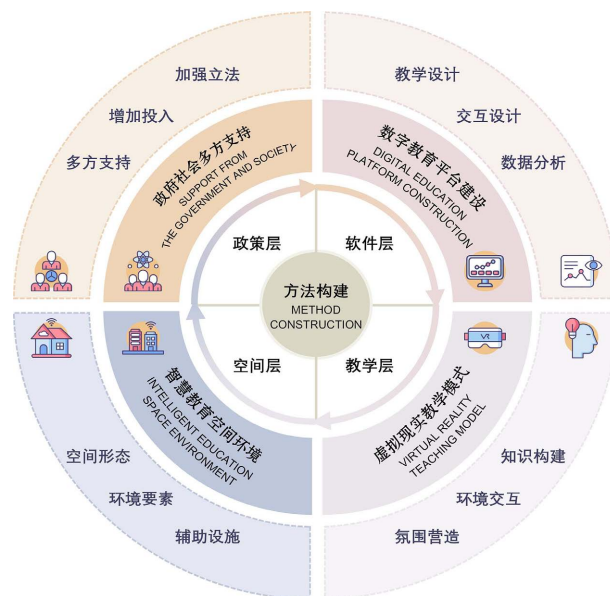 加强立法
增加投入
多方支持
政府社会多方支持
SUPPORT FROM
THE GOVERNMENT AND SOCIETY
政策层
教学设计
交互设计
数据分析
数字教育平台建设
DIGITAL EDUCATION
PLATFORM CONSTRUCTION
软件层
方法构建
METHOD
CONSTRUCTION
空间层
智慧教育空间环境
INTELLIGENT EDUCATION
SPACE ENVIRONMENT
空间形态
环境要素
辅助设施
教学层
VR
虚拟现实教学模式
VIRTUAL REALITY
TEACHING MODEL
知识构建
环境交互
氛围营造